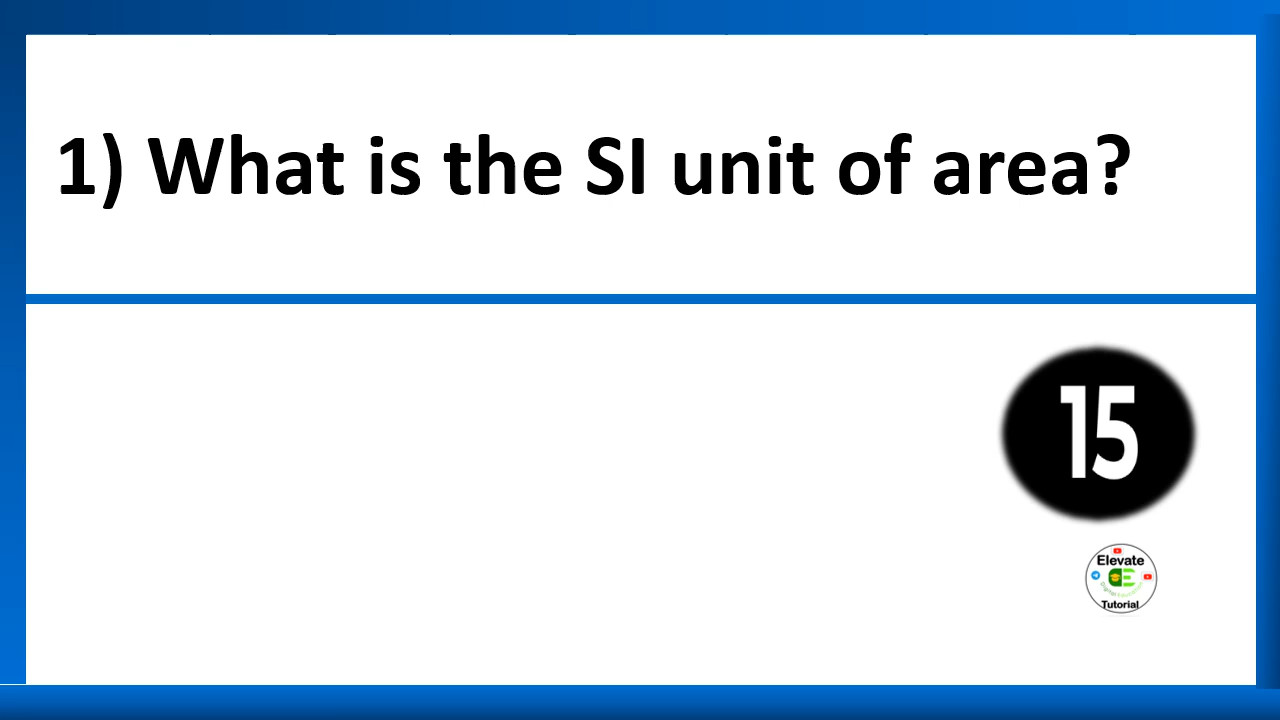 1) What is the SI unit of area?
15
Elevate
Tutorial